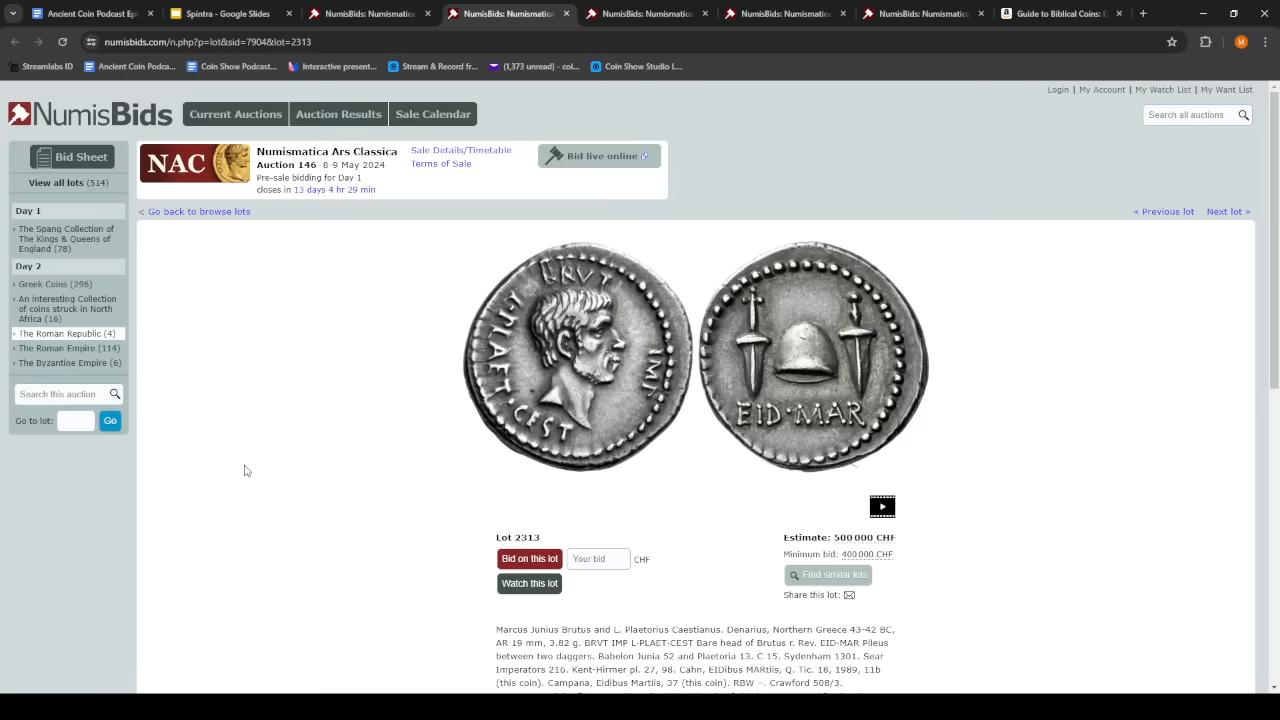 Ancient Coin Podcast Ep
Spintra - Google Slides
NumisBids: Numismatica
NumisBids: Numismatic
NumisBids: Numismatic
NumisBids: Numismatic
NumisBids: Numismatic
Guide to Biblical Coins: D
numisbids.com/n.php?p=lot&sid=7904&lot=2313
M
Streamlabs ID
Ancient Coin Podca...
Coin Show Podcast...
Interactive present...
Stream & Record fr...
(1,373 unread) - coi...
Coin Show Studio L...
Login | My Account | My Watch List | My Want List
NumisBids
Current Auctions
Auction Results
Sale Calendar
Search all auctions
Bid Sheet
View all lots (514)
Day 1
› The Spang Collection of
The Kings & Queens of
England (78)
Day 2
› Greek Coins (296)
› An interesting Collection
of coins struck in North
Africa (16)
› The Roman Republic (4)
› The Roman Empire (114)
› The Byzantine Empire (6)
Search this auction
Go to lot:
Go
NAC
Numismatica Ars Classica
Auction 146 8-9 May 2024
Pre-sale bidding for Day 1
closes in 13 days 4 hr 29 min
Sale Details/Timetable
Terms of Sale
Bid live online
< Go back to browse lots
« Previous lot
Next lot »
BRVT
IMP
L·PLAET·CEST
EID·MAR
Lot 2313
Bid on this lot
Your bid
CHF
Watch this lot
Estimate: 500 000 CHF
Minimum bid: 400 000 CHF
Find similar lots
Share this lot:
Marcus Junius Brutus and L. Plaetorius Caestianus. Denarius, Northern Greece 43-42 BC,
AR 19 mm, 3.82 g. BRVT IMP L·PLAET·CEST Bare head of Brutus r. Rev. EID·MAR Pileus
between two daggers. Babelon Junia 52 and Plaetoria 13. C 15. Sydenham 1301. Sear
Imperators 216. Kent-Hirmer pl. 27, 98. Cahn, EIDibus MARtiis, Q. Tic. 18, 1989, 11b
(this coin). Campana, Eidibus Martiis, 37 (this coin). RBW –. Crawford 508/3.